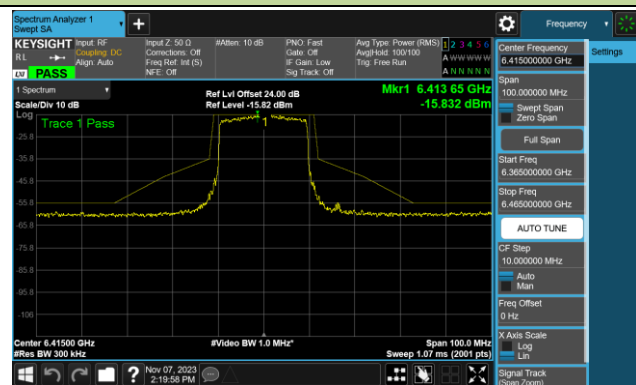 Spectrum Analyzer 1
Swept SA
Frequency
KEYSIGHT
Input: RF
Coupling: DC
Align: Auto
Input Z: 50 Ω
Corrections: Off
Freq Ref: Int (S)
NFE: Off
#Atten: 10 dB
PNO: Fast
Gate: Off
IF Gain: Low
Sig Track: Off
Avg Type: Power (RMS)
Avg|Hold: 100/100
Trig: Free Run
1 2 3 4 5 6
A W W W W W
A N N N N N
R L
LXI PASS
1 Spectrum
Scale/Div 10 dB
Ref Lvl Offset 24.00 dB
Ref Level -15.82 dBm
Mkr1 6.413 65 GHz
-15.832 dBm
Log
Trace 1 Pass
1
-25.8
-35.8
-45.8
-55.8
-65.8
-75.8
-85.8
-95.8
-106
Center 6.41500 GHz
#Res BW 300 kHz
#Video BW 1.0 MHz*
Span 100.0 MHz
Sweep 1.07 ms (2001 pts)
Nov 07, 2023
2:19:58 PM
Center Frequency
6.415000000 GHz
Settings
Span
100.000000 MHz
Swept Span
Zero Span
Full Span
Start Freq
6.365000000 GHz
Stop Freq
6.465000000 GHz
AUTO TUNE
CF Step
10.000000 MHz
Auto
Man
Freq Offset
0 Hz
X Axis Scale
Log
Lin
Signal Track
(Span Zoom)